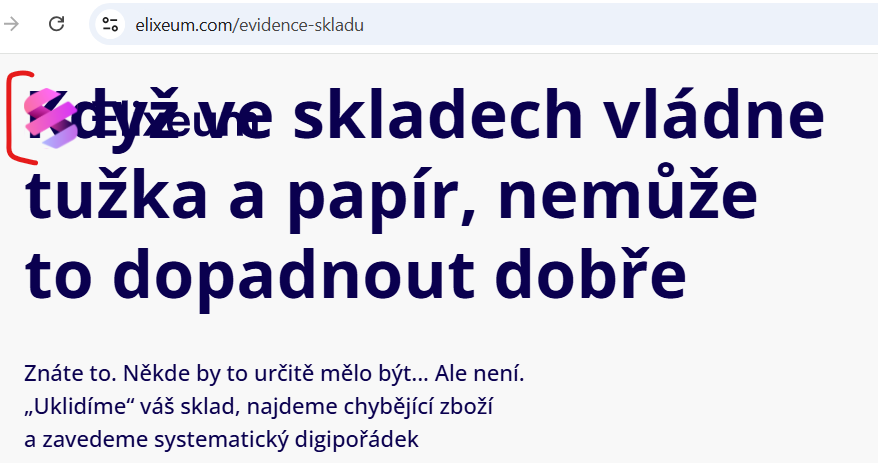 elixeum.com/evidence-skladu
Elixeum
Když ve skladech vládne
tužka a papír, nemůže
to dopadnout dobře
Znáte to. Někde by to určitě mělo být... Ale není.
„Uklidíme“ váš sklad, najdeme chybějící zboží
a zavedeme systematický digipořádek